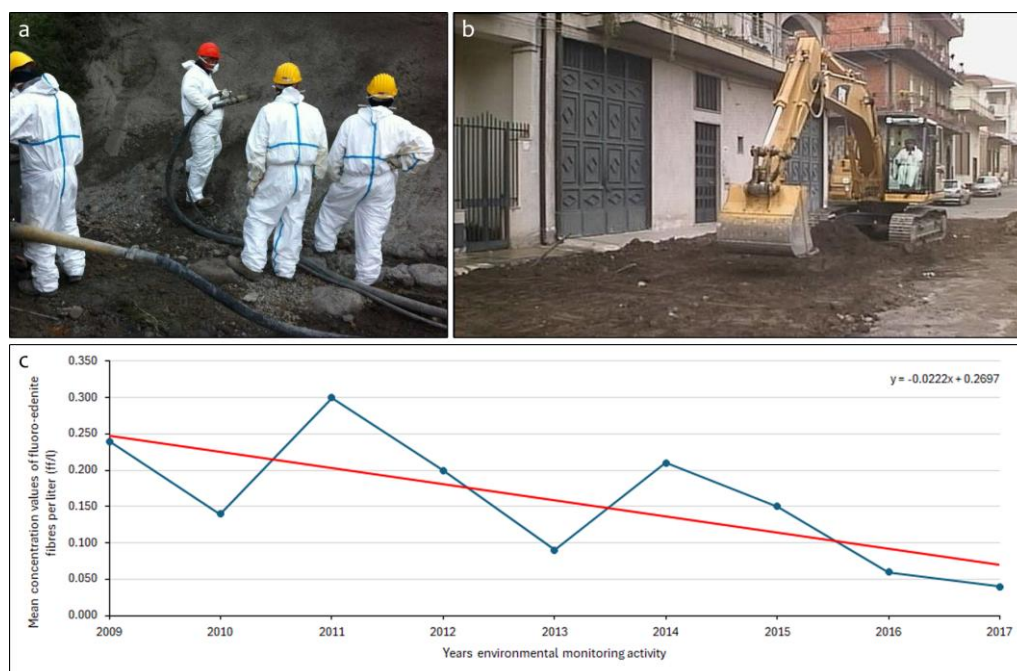 a
b
c
0.350
y = -0.0222x + 0.2697
0.300
0.250
0.200
0.150
0.100
0.050
0.000
Mean concentration values of fluoro-edenite
fibres per liter (ff/l)
2009 2010 2011 2012 2013 2014 2015 2016 2017
Years environmental monitoring activity